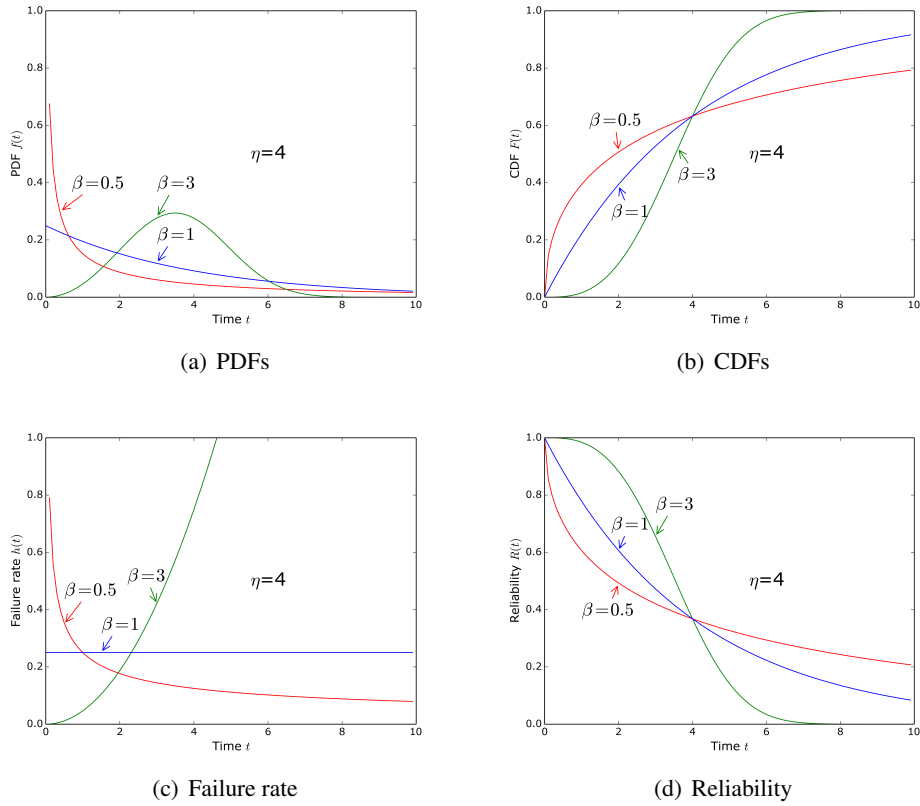 1.0
0.8
0.6
0.4
0.2
0.0
PDF f(t)
β=0.5
β=3
β=1
η=4
0 2 4 6 8 10
Time t
(a) PDFs
1.0
0.8
0.6
0.4
0.2
0.0
CDF F(t)
β=0.5
η=4
β=3
β=1
0 2 4 6 8 10
Time t
(b) CDFs
1.0
0.8
0.6
0.4
0.2
0.0
Failure rate h(t)
β=3
η=4
β=0.5
β=1
0 2 4 6 8 10
Time t
(c) Failure rate
1.0
0.8
0.6
0.4
0.2
0.0
Reliability R(t)
β=3
β=1
η=4
β=0.5
0 2 4 6 8 10
Time t
(d) Reliability